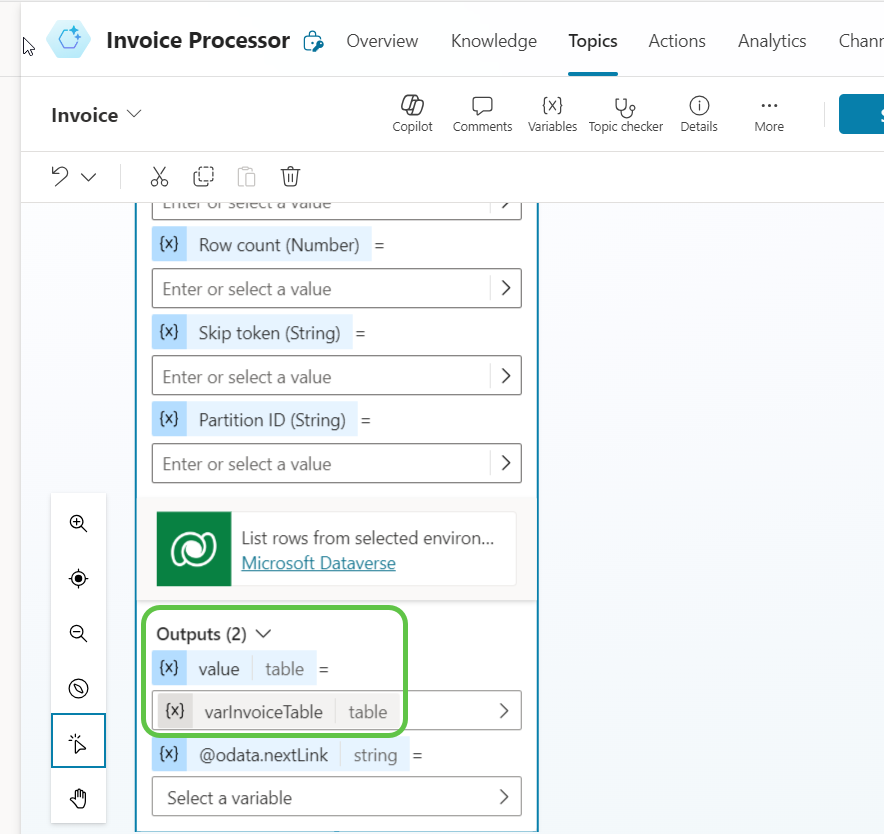 Invoice Processor
Overview
Knowledge
Topics
Actions
Analytics
Invoice
Copilot
Comments
{x}
Variables
Topic checker
Details
More
Enter or select a value
{x} Row count (Number) =
Enter or select a value
{x} Skip token (String) =
Enter or select a value
{x} Partition ID (String) =
Enter or select a value
List rows from selected environ...
Microsoft Dataverse
Outputs (2)
{x} value table =
{x} varInvoiceTable table
{x} @odata.nextLink string =
Select a variable